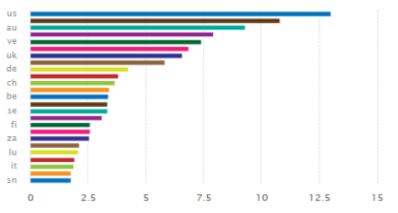 us
au
ve
uk
de
ch
be
se
fi
za
lu
it
sn
0 2.5 5 7.5 10 12.5 15